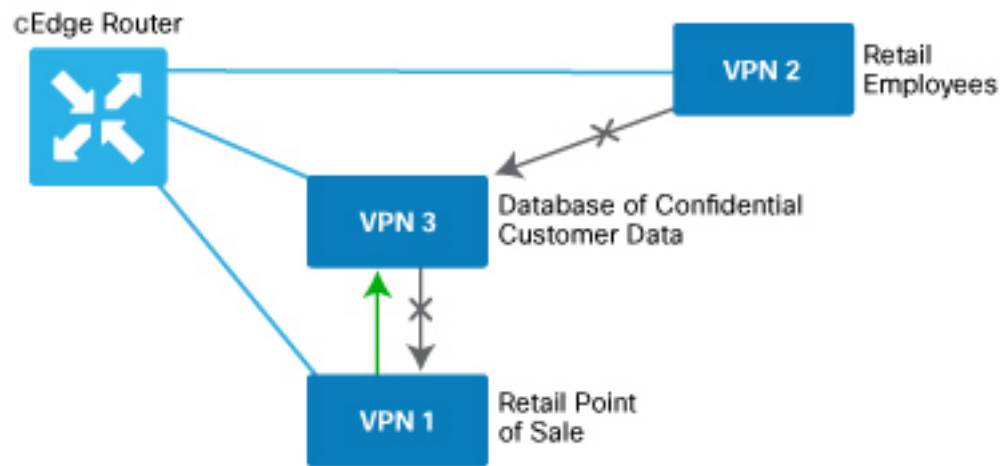 cEdge Router
VPN 2
Retail
Employees
VPN 3
Database of Confidential
Customer Data
VPN 1
Retail Point
of Sale